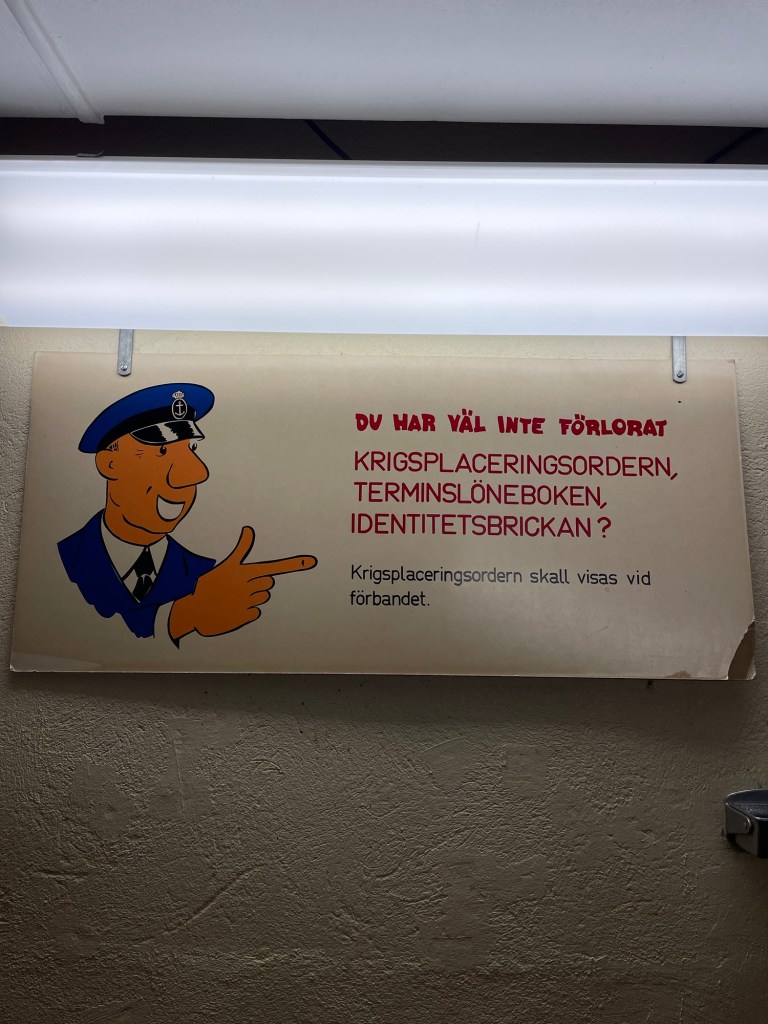 DU HAR VÄL INTE FÖRLORAT
KRIGSPLACERINGSORDERN,
TERMINSLÖNEBOKEN,
IDENTITETSBRICKAN?
Krigsplaceringsordern skall visas vid
förbandet.